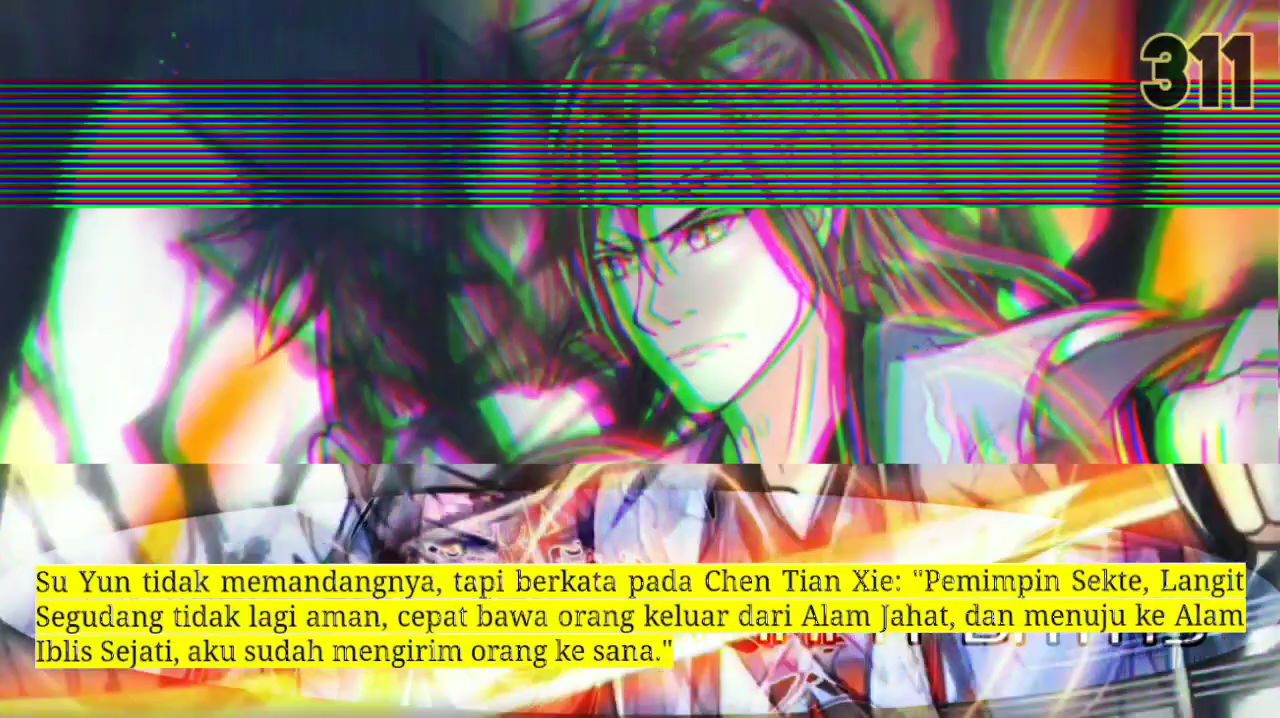 311
Su Yun tidak memandangnya, tapi berkata pada Chen Tian Xie: "Pemimpin Sekte, Langit
Segudang tidak lagi aman, cepat bawa orang keluar dari Alam Jahat, dan menuju ke Alam
Iblis Sejati, aku sudah mengirim orang ke sana."